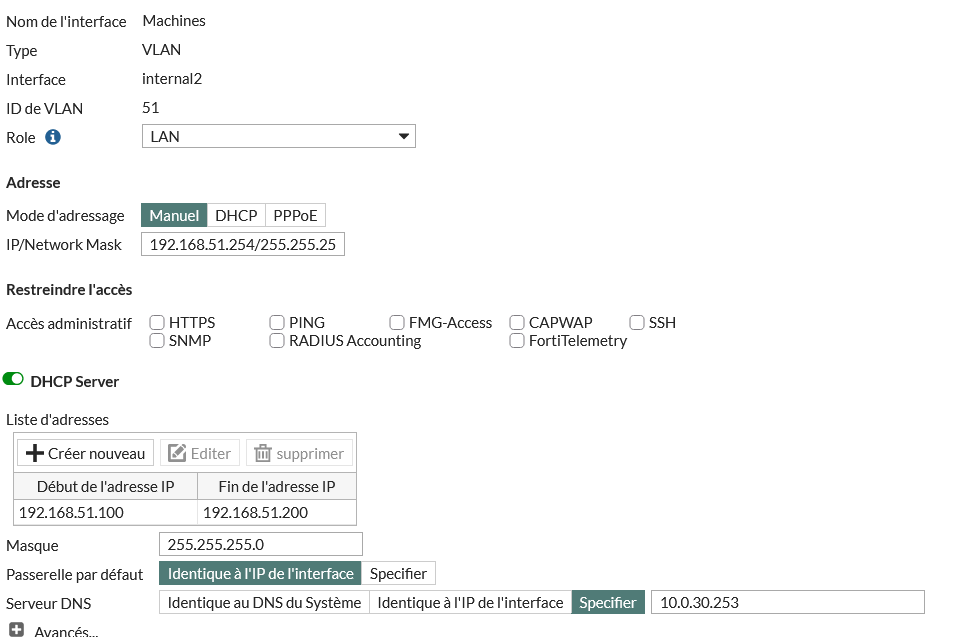 Nom de l'interface Machines
Type VLAN
Interface internal2
ID de VLAN 51
Role LAN
Adresse
Mode d'adressage Manuel DHCP PPPoE
IP/Network Mask 192.168.51.254/255.255.25
Restreindre l'accès
Accès administratif HTTPS PING FMG-Access CAPWAP SSH
SNMP RADIUS Accounting FortiTelemetry
DHCP Server
Liste d'adresses
Créer nouveau Editer supprimer
Début de l'adresse IP Fin de l'adresse IP
192.168.51.100 192.168.51.200
Masque 255.255.255.0
Passerelle par défaut Identique à l'IP de l'interface Specifier
Serveur DNS Identique au DNS du Système Identique à l'IP de l'interface Specifier 10.0.30.253
Avancés...